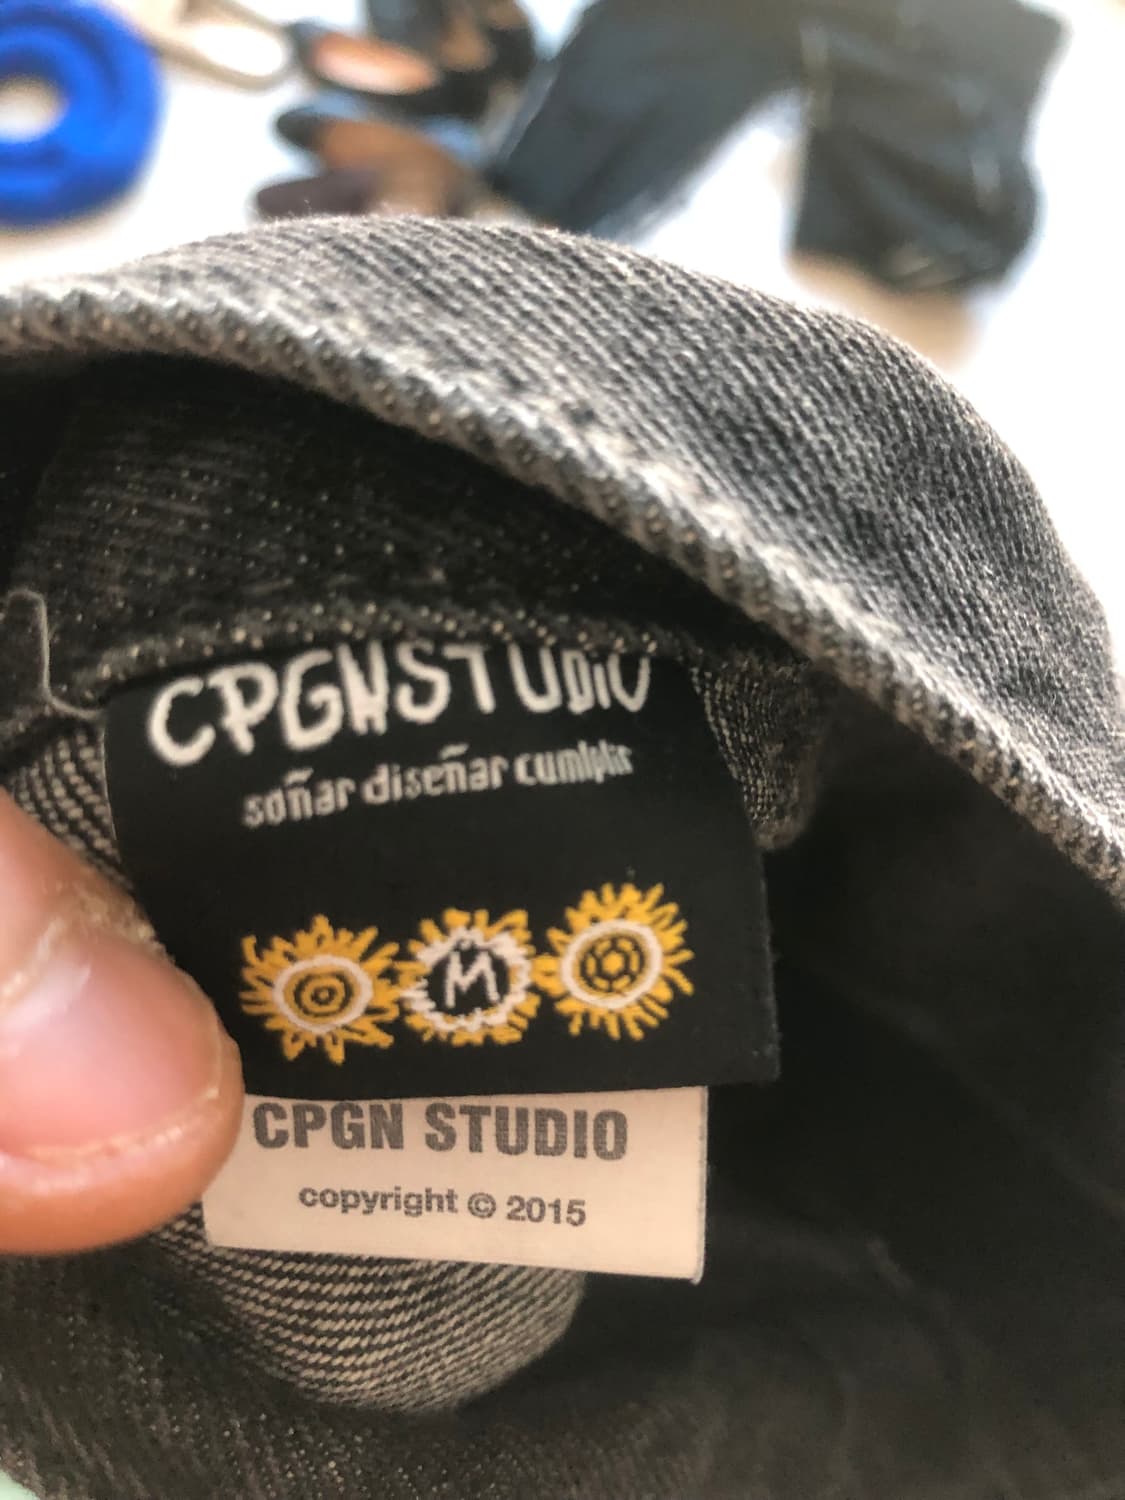 CPGNSTUDiO
soñar diseñar cumplir
M
CPGN STUDIO
copyright © 2015